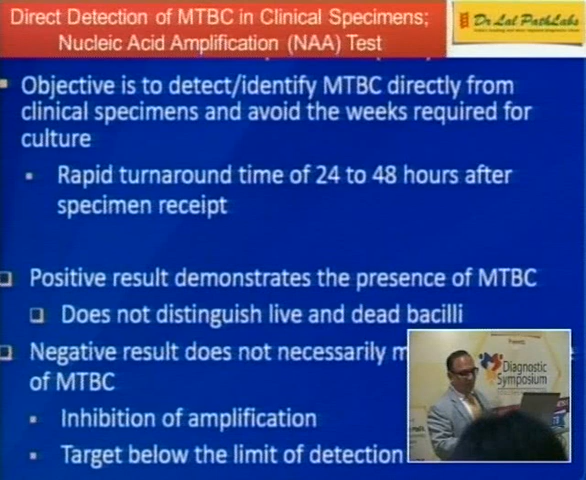 Direct Detection of MTBC in Clinical Specimens;
Nucleic Acid Amplification (NAA) Test
Dr Lal PathLabs
Objective is to detect/identify MTBC directly from
clinical specimens and avoid the weeks required for
culture
Rapid turnaround time of 24 to 48 hours after
specimen receipt
Positive result demonstrates the presence of MTBC
Does not distinguish live and dead bacilli
Negative result does not necessarily m
of MTBC
Inhibition of amplification
Target below the limit of detection
Presents
Diagnostic
Symposium